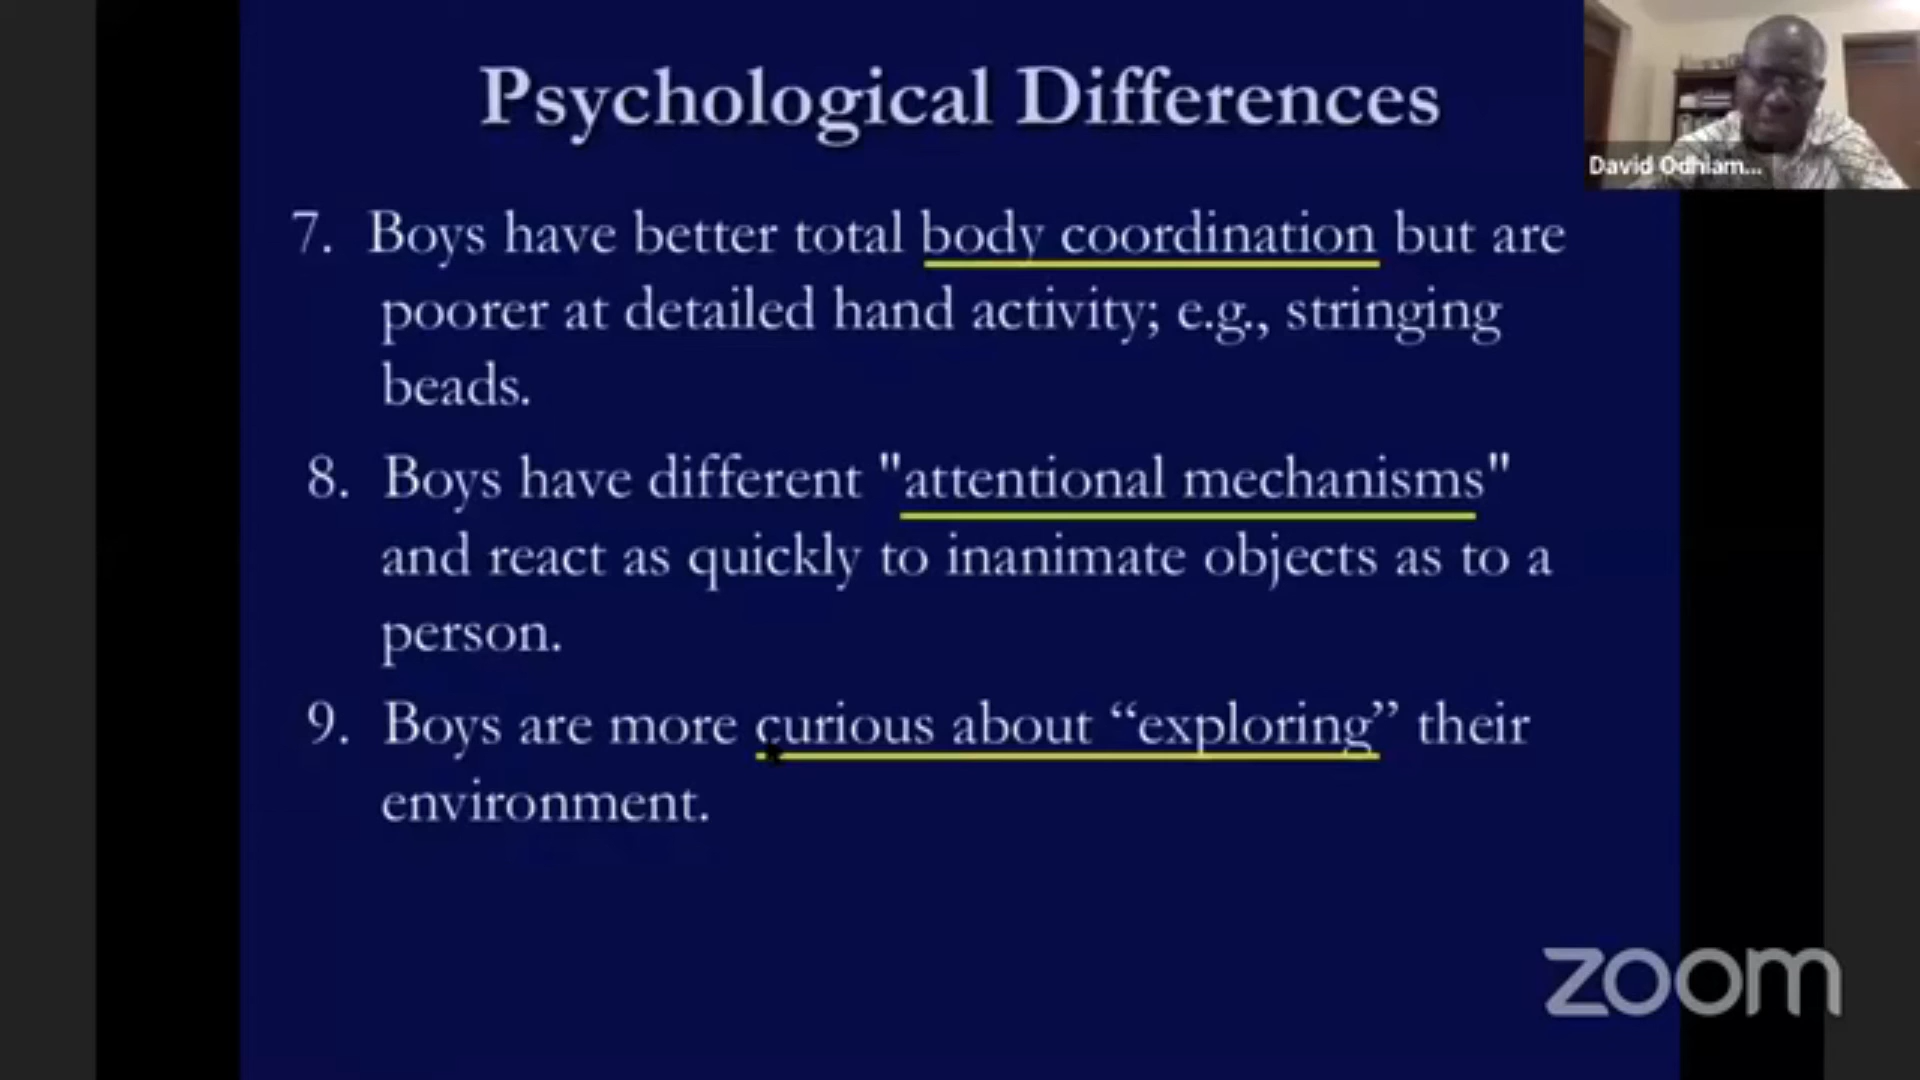 Psychological Differences
David Odhiam...
7. Boys have better total body coordination but are
poorer at detailed hand activity; e.g., stringing
beads.
8. Boys have different "attentional mechanisms"
and react as quickly to inanimate objects as to a
person.
9. Boys are more curious about “exploring” their
environment.
zoom